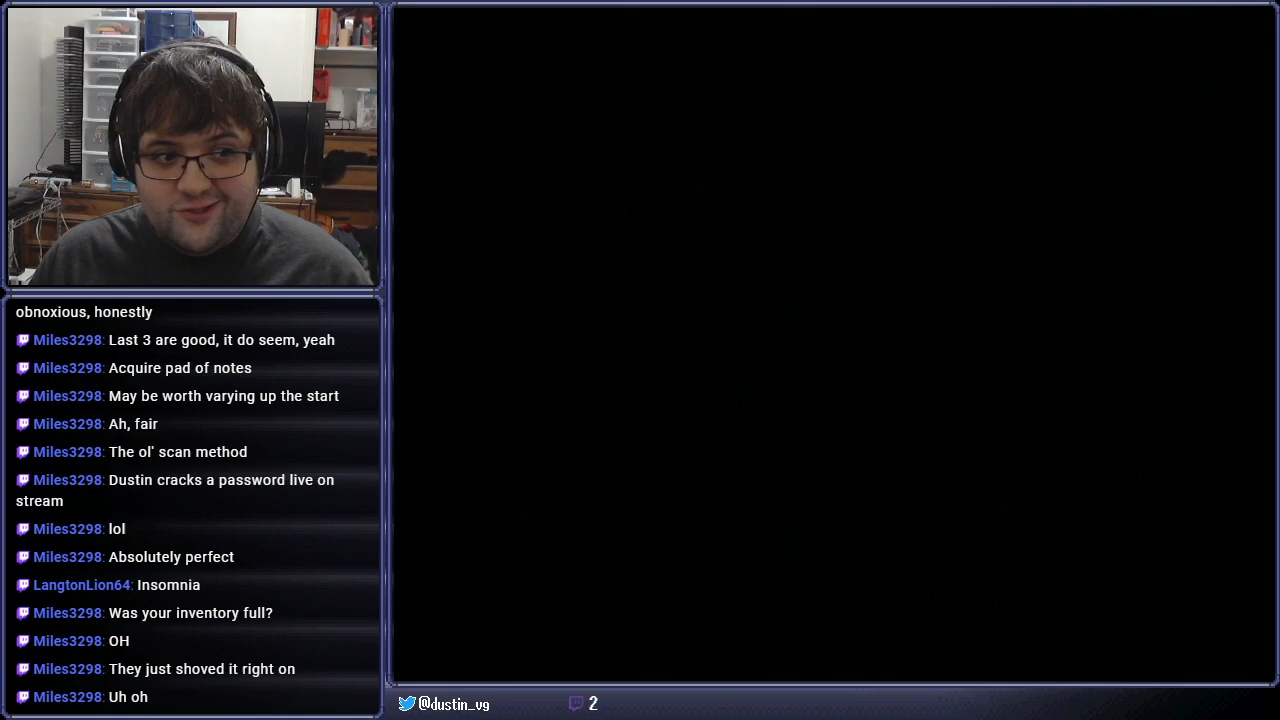 obnoxious, honestly
Miles3298: Last 3 are good, it do seem, yeah
Miles3298: Acquire pad of notes
Miles3298: May be worth varying up the start
Miles3298: Ah, fair
Miles3298: The ol' scan method
Miles3298: Dustin cracks a password live on
stream
Miles3298: lol
Miles3298: Absolutely perfect
LangtonLion64: Insomnia
Miles3298: Was your inventory full?
Miles3298: OH
Miles3298: They just shoved it right on
Miles3298: Uh oh
@dustin_vg
2